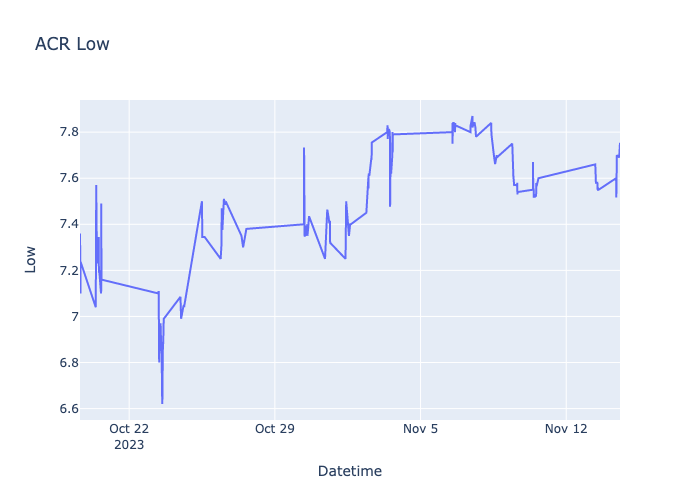 ACR Low
7.8
7.6
7.4
7.2
7
6.8
6.6
Low
Oct 22
2023
Oct 29
Nov 5
Nov 12
Datetime